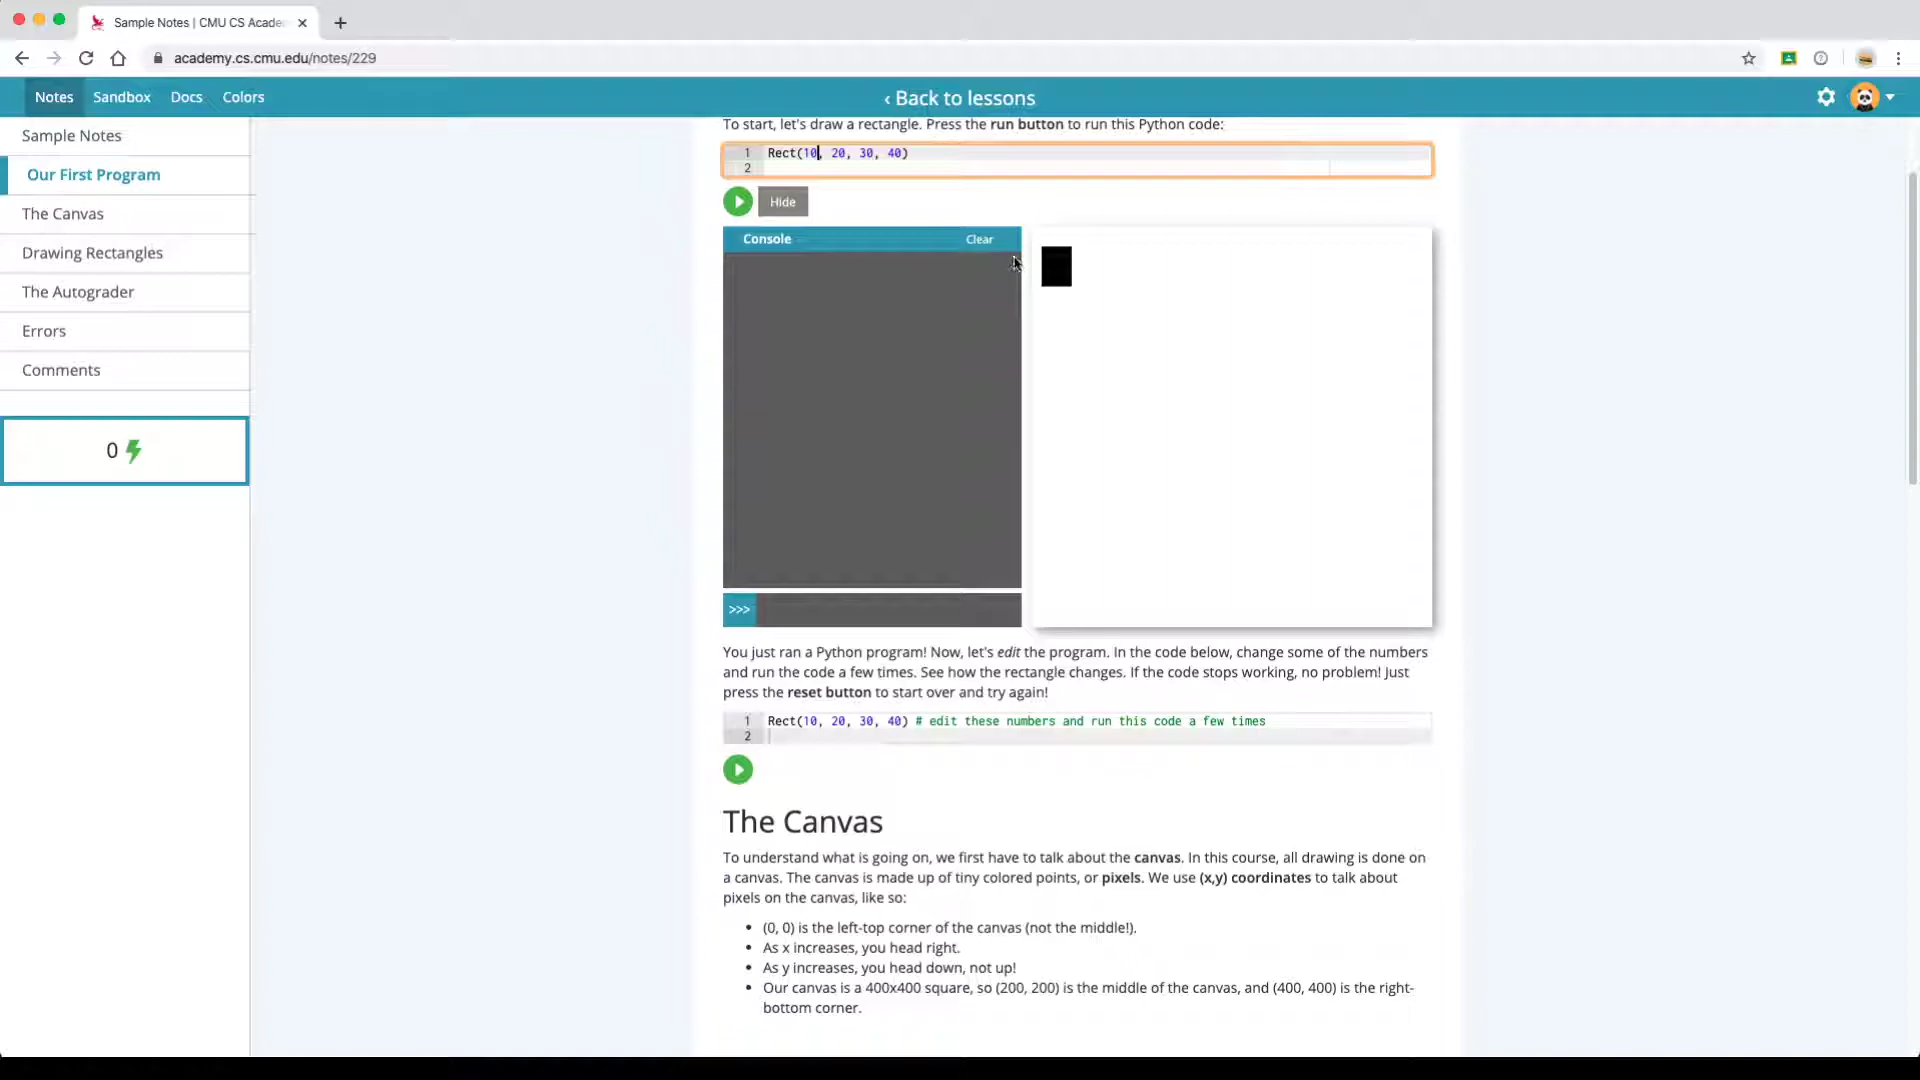 Sample Notes | CMU CS Acade
academy.cs.cmu.edu/notes/229
Notes Sandbox Docs Colors
‹ Back to lessons
Sample Notes
Our First Program
The Canvas
Drawing Rectangles
The Autograder
Errors
Comments
0
To start, let's draw a rectangle. Press the run button to run this Python code:
1 Rect(10, 20, 30, 40)
2
Hide
Console Clear
>>>
You just ran a Python program! Now, let's edit the program. In the code below, change some of the numbers
and run the code a few times. See how the rectangle changes. If the code stops working, no problem! Just
press the reset button to start over and try again!
1 Rect(10, 20, 30, 40) # edit these numbers and run this code a few times
2
The Canvas
To understand what is going on, we first have to talk about the canvas. In this course, all drawing is done on
a canvas. The canvas is made up of tiny colored points, or pixels. We use (x,y) coordinates to talk about
pixels on the canvas, like so:
• (0, 0) is the left-top corner of the canvas (not the middle!).
• As x increases, you head right.
• As y increases, you head down, not up!
• Our canvas is a 400x400 square, so (200, 200) is the middle of the canvas, and (400, 400) is the right-
bottom corner.